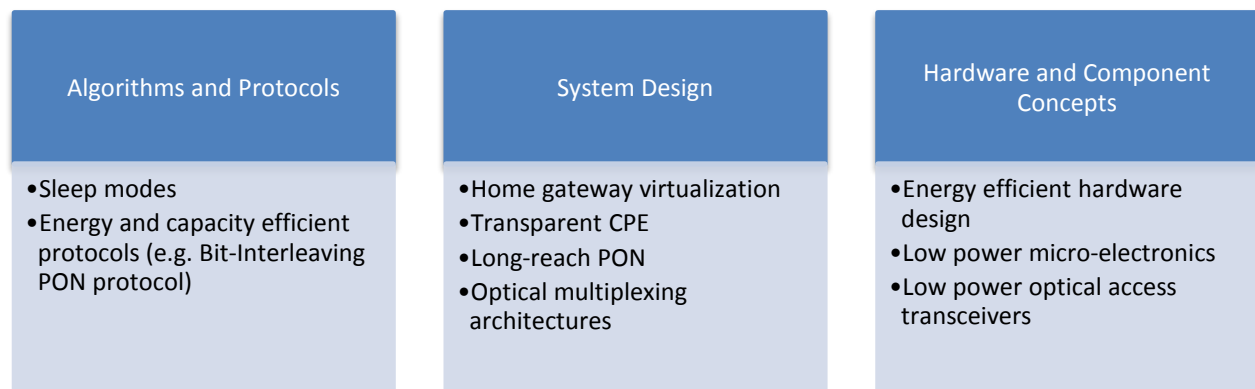 Algorithms and Protocols
•Sleep modes
•Energy and capacity efficient
protocols (e.g. Bit-Interleaving
PON protocol)
System Design
•Home gateway virtualization
•Transparent CPE
•Long-reach PON
•Optical multiplexing
architectures
Hardware and Component
Concepts
•Energy efficient hardware
design
•Low power micro-electronics
•Low power optical access
transceivers